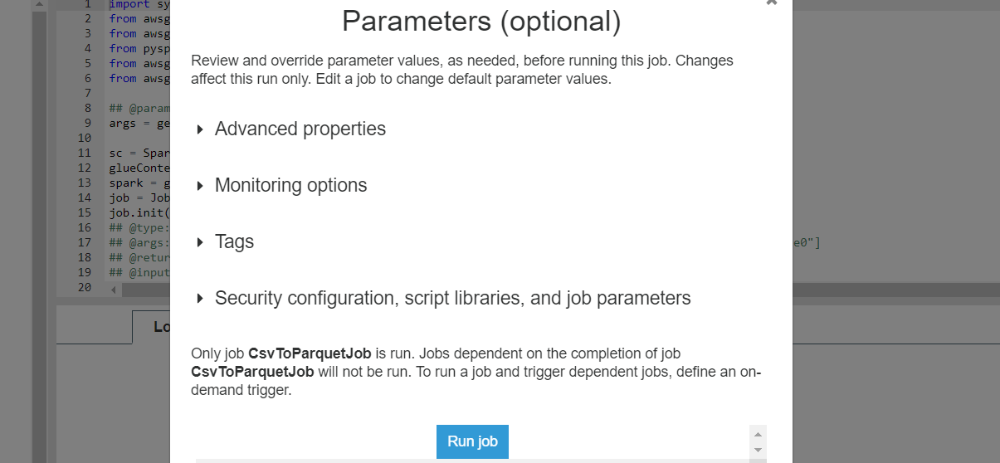 Parameters (optional)
Review and override parameter values, as needed, before running this job. Changes
affect this run only. Edit a job to change default parameter values.
Advanced properties
Monitoring options
Tags
Security configuration, script libraries, and job parameters
Only job CsvToParquetJob is run. Jobs dependent on the completion of job
CsvToParquetJob will not be run. To run a job and trigger dependent jobs, define an on-
demand trigger.
Run job
1 import sy
2 from awsg
3 from awsg
4 from pysp
5 from awsg
6 from awsg
7
8 ## @param
9 args = ge
10
11 sc = Spar
12 glueConte
13 spark = g
14 job = Job
15 job.init(
16 ## @type:
17 ## @args: e0"]
18 ## @retur
19 ## @input
20
Lo